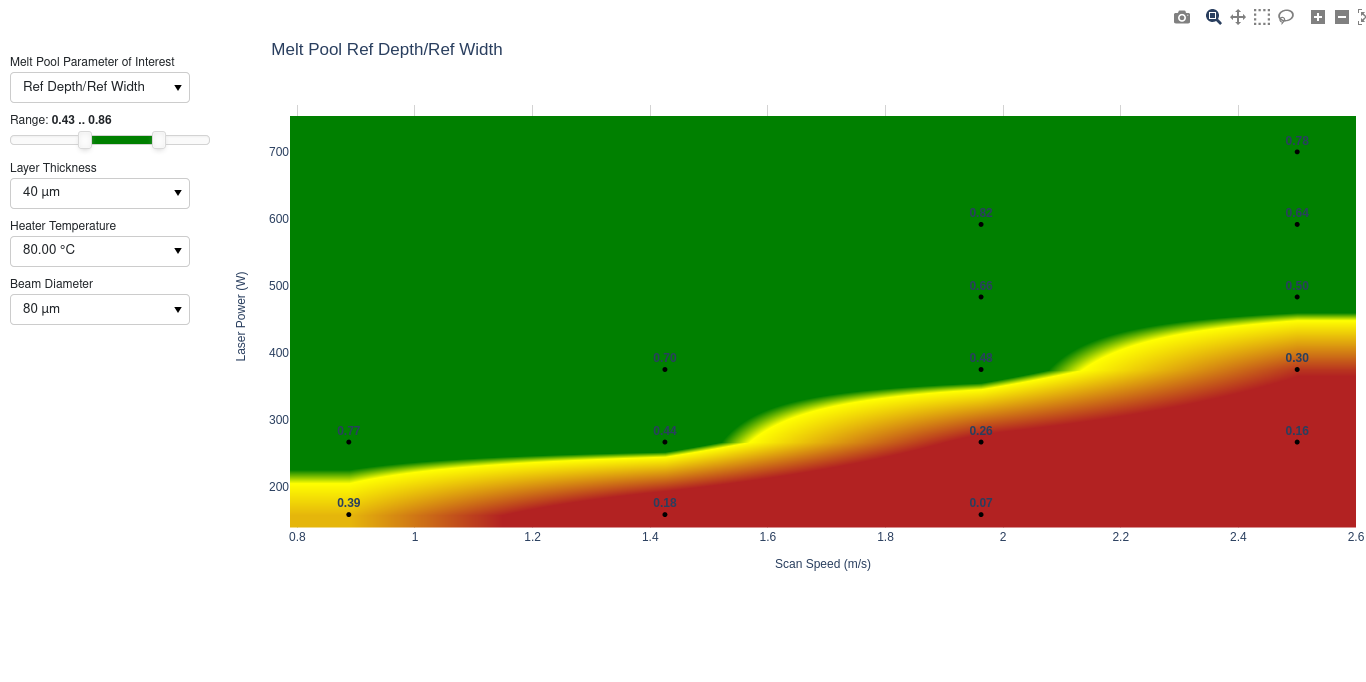 Melt Pool Ref Depth/Ref Width
Melt Pool Parameter of Interest
Ref Depth/Ref Width
Range: 0.43 .. 0.86
Layer Thickness
40 µm
Heater Temperature
80.00 °C
Beam Diameter
80 µm
Laser Power (W)
700
600
500
400
300
200
0.78
0.82
0.64
0.66
0.50
0.70
0.48
0.30
0.77
0.44
0.26
0.16
0.39
0.18
0.07
0.8
1
1.2
1.4
1.6
1.8
2
2.2
2.4
2.6
Scan Speed (m/s)